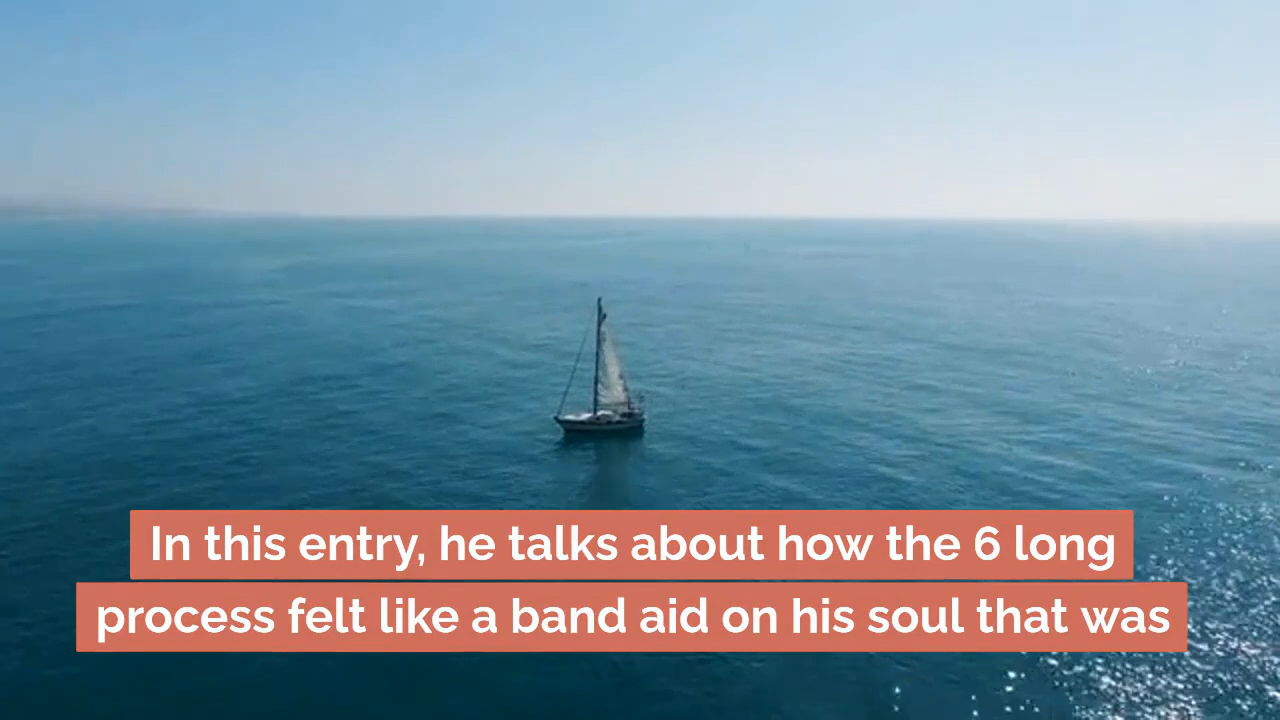 In this entry, he talks about how the 6 long
process felt like a band aid on his soul that was